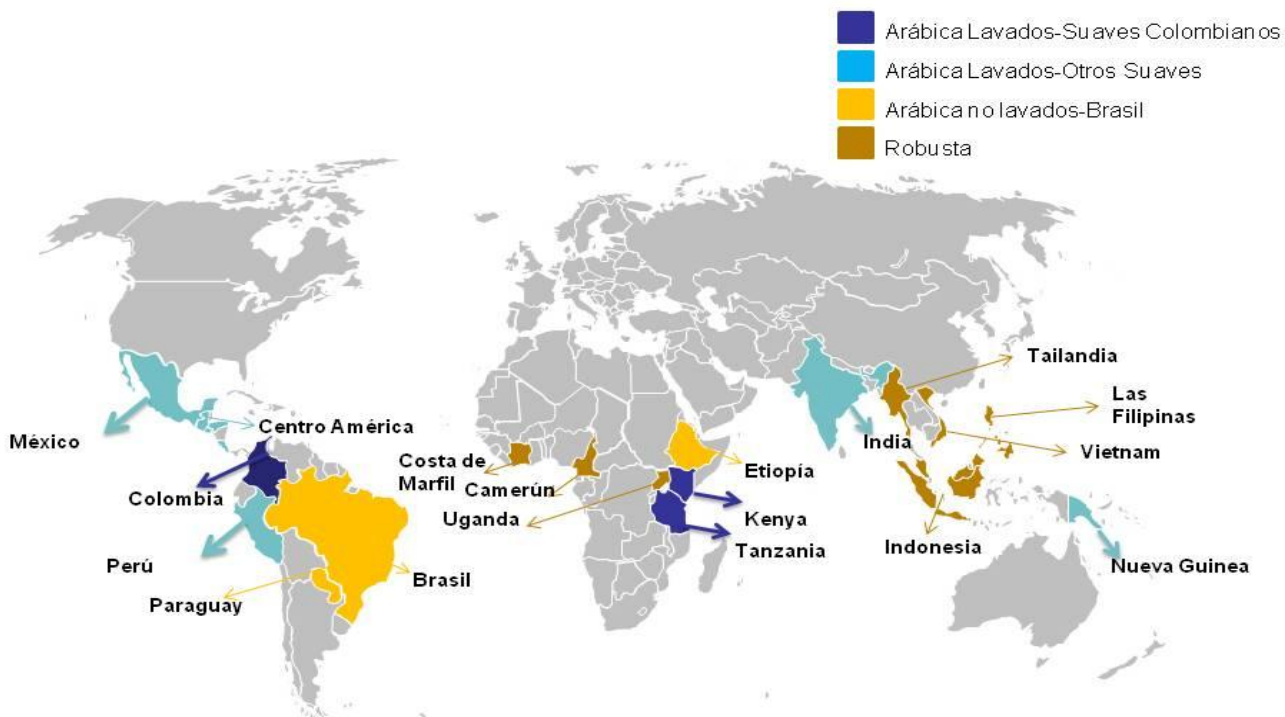 Arábica Lavados-Suaves Colombianos
Arábica Lavados-Otros Suaves
Arábica no lavados-Brasil
Robusta
Tailandia
Las
Filipinas
México
Centro América
India
Vietnam
Costa de
Marfil
Camerún
Etiopía
Colombia
Uganda
Kenya
Tanzania
Indonesia
Nueva Guinea
Perú
Brasil
Paraguay